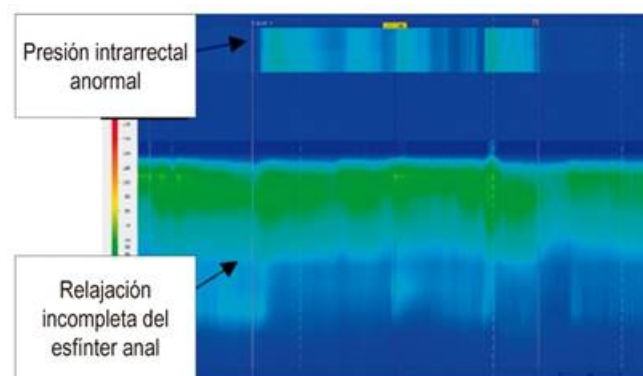 Presión intrarrectal
anormal
Relajación
incompleta del
esfínter anal